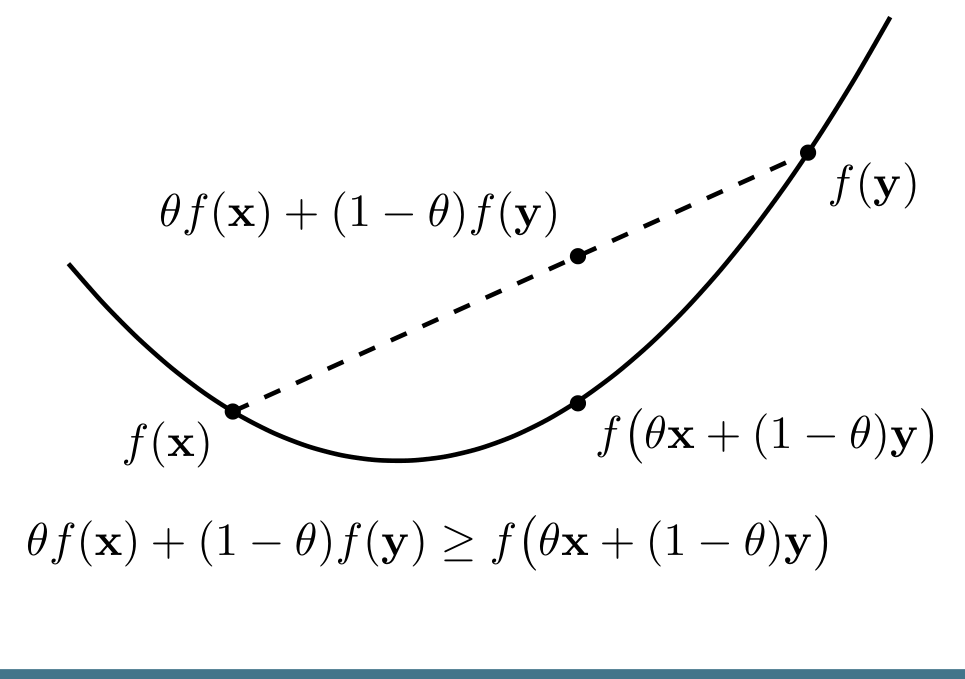 θf(𝐱) + (1 − θ)f(𝐲)
f(𝐲)
f(𝐱)
f(θ𝐱 + (1 − θ)𝐲)
θf(𝐱) + (1 − θ)f(𝐲) ≥ f(θ𝐱 + (1 − θ)𝐲)